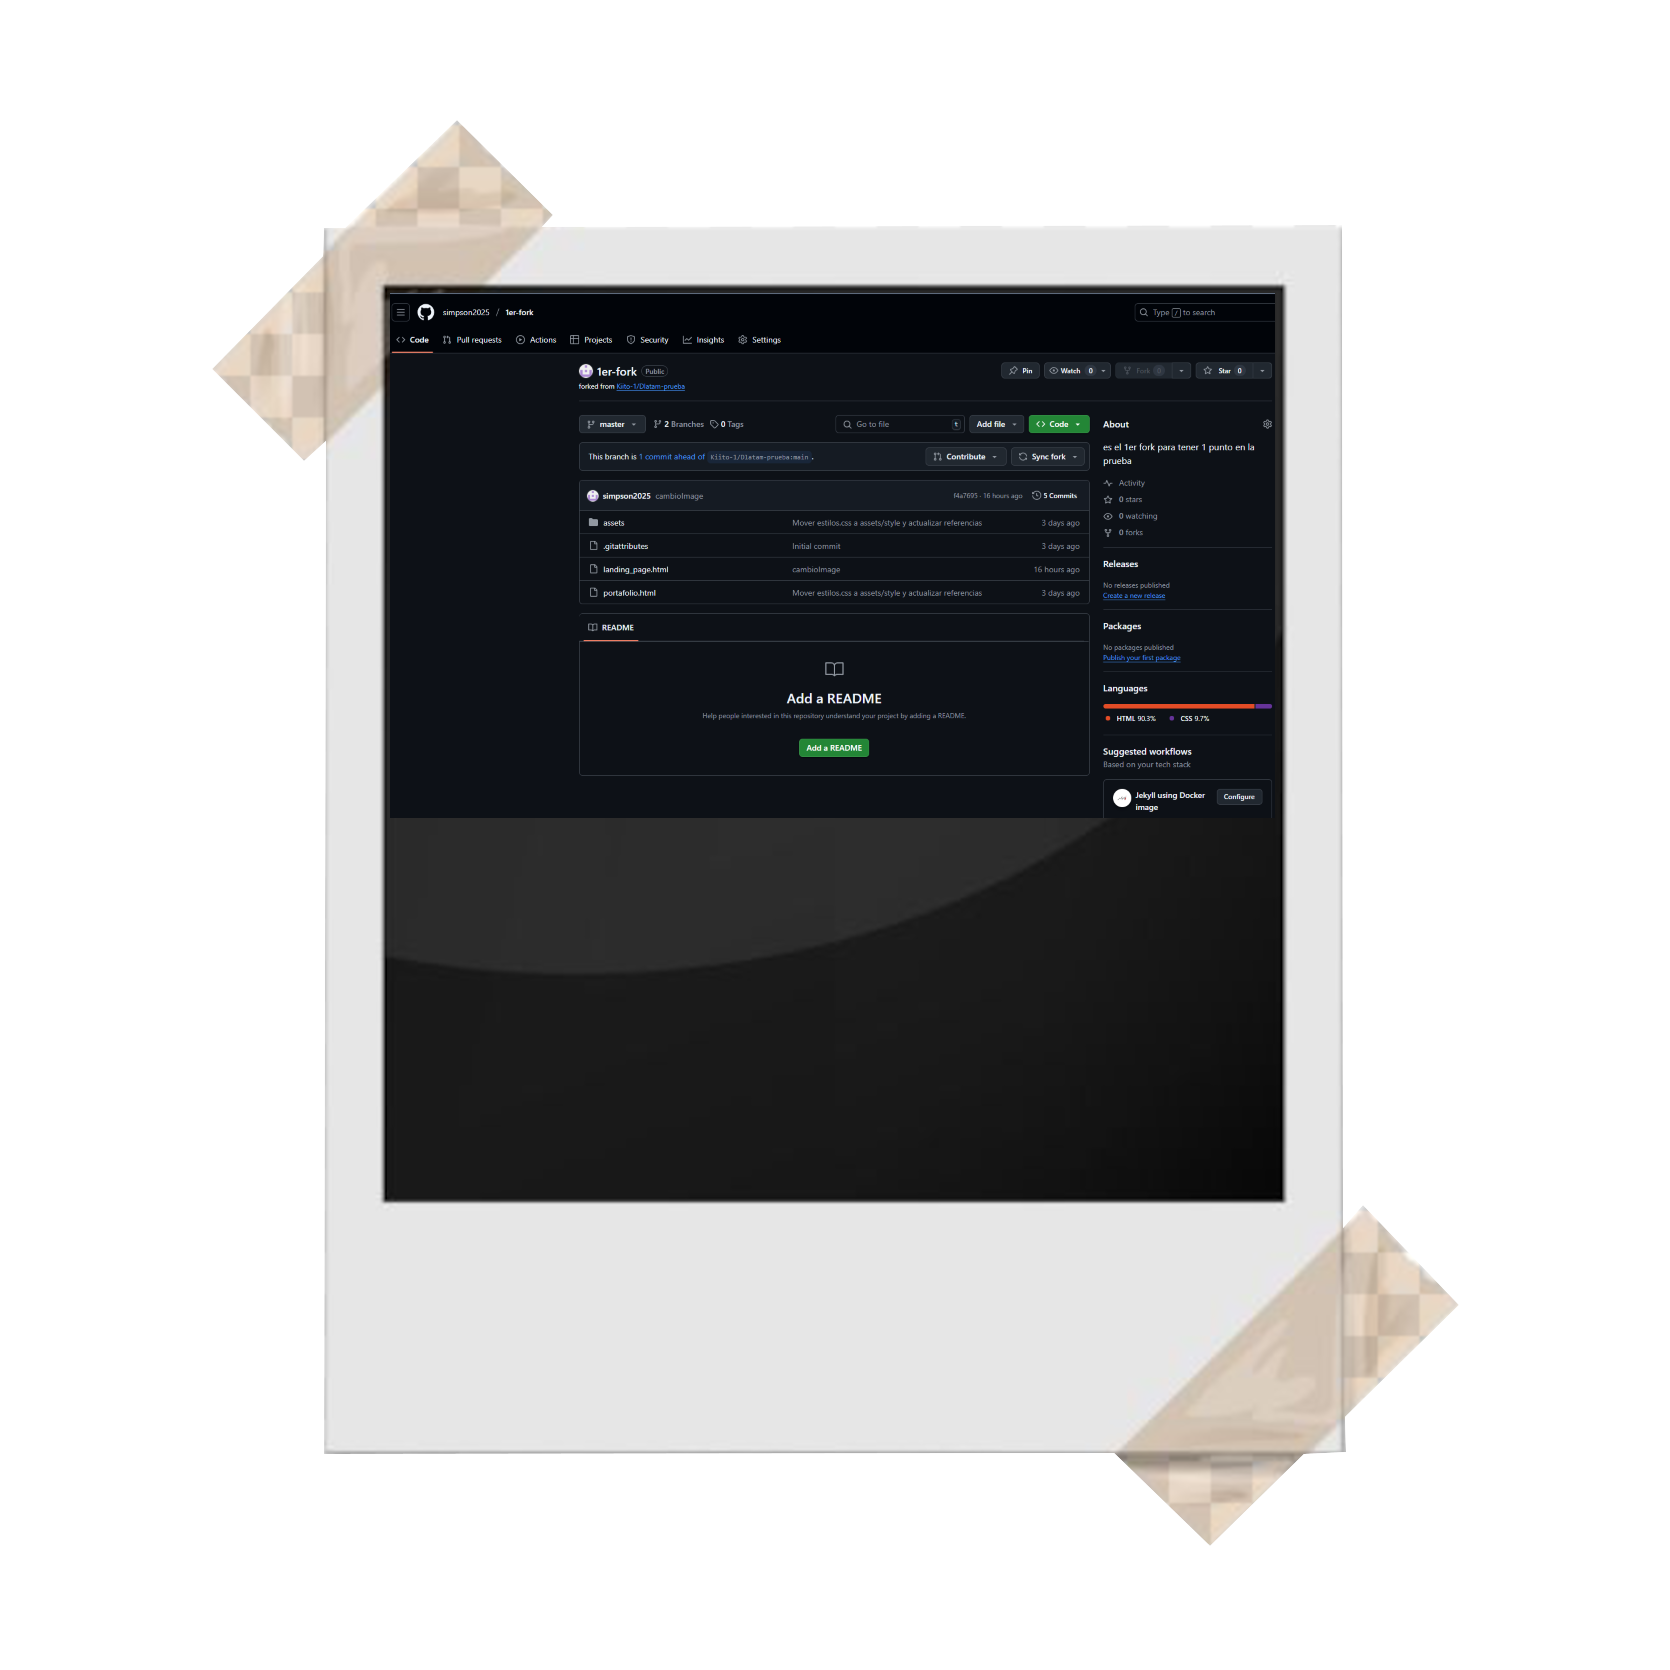 simpson2025 / 1er-fork
Type / to search
Code Pull requests Actions Projects Security Insights Settings
1er-fork Public
Pin Watch 0 Fork 0 Star 0
forked from Kiito-1/Dlatam-prueba
master 2 Branches 0 Tags
Go to file t Add file Code
This branch is 1 commit ahead of Kiito-1/Dlatam-prueba:main.
Contribute Sync fork
simpson2025 cambioImage f4a7695 · 16 hours ago 5 Commits
assets Mover estilos.css a assets/style y actualizar referencias 3 days ago
.gitattributes Initial commit 3 days ago
landing_page.html cambioImage 16 hours ago
portafolio.html Mover estilos.css a assets/style y actualizar referencias 3 days ago
README
Add a README
Help people interested in this repository understand your project by adding a README.
Add a README
About
es el 1er fork para tener 1 punto en la
prueba
Activity
0 stars
0 watching
0 forks
Releases
No releases published
Create a new release
Packages
No packages published
Publish your first package
Languages
HTML 90.3% CSS 9.7%
Suggested workflows
Based on your tech stack
Jekyll using Docker
image
Configure